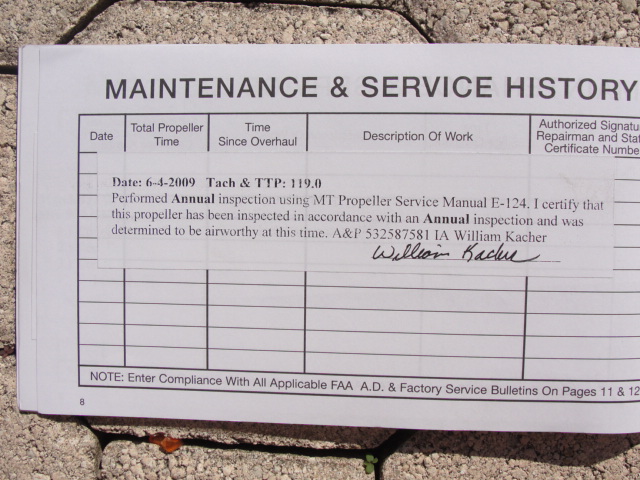 MAINTENANCE & SERVICE HISTORY
Date
Total Propeller
Time
Time
Since Overhaul
Description Of Work
Authorized Signatu
Repairman and Stat
Certificate Numbe
Date: 6-4-2009 Tach & TTP: 119.0
Performed Annual inspection using MT Propeller Service Manual E-124. I certify that
this propeller has been inspected in accordance with an Annual inspection and was
determined to be airworthy at this time. A&P 532587581 IA William Kacher
William Kacher
NOTE: Enter Compliance With All Applicable FAA A.D. & Factory Service Bulletins On Pages 11 & 12
8